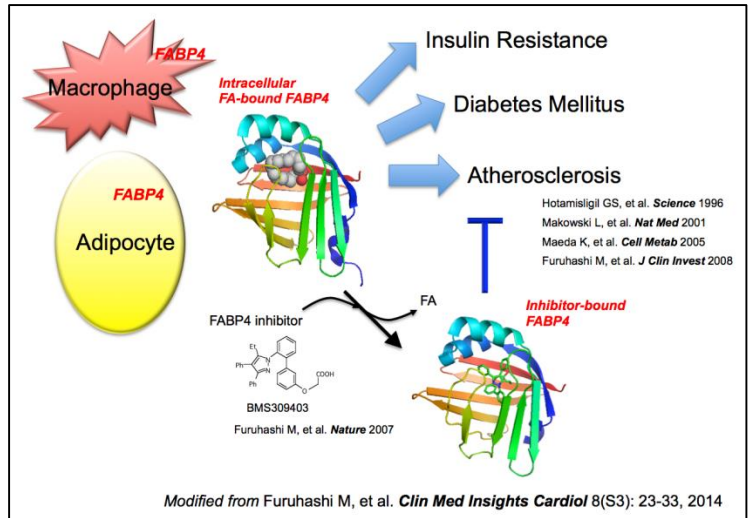 FABP4
Macrophage
FABP4
Adipocyte
Intracellular
FA-bound FABP4
Insulin Resistance
Diabetes Mellitus
Atherosclerosis
Hotamisligil GS, et al. Science 1996
Makowski L, et al. Nat Med 2001
Maeda K, et al. Cell Metab 2005
Furuhashi M, et al. J Clin Invest 2008
FA
FABP4 inhibitor
Et
Ph
N
N
Ph
O
COOH
BMS309403
Furuhashi M, et al. Nature 2007
Inhibitor-bound
FABP4
Modified from Furuhashi M, et al. Clin Med Insights Cardiol 8(S3): 23-33, 2014